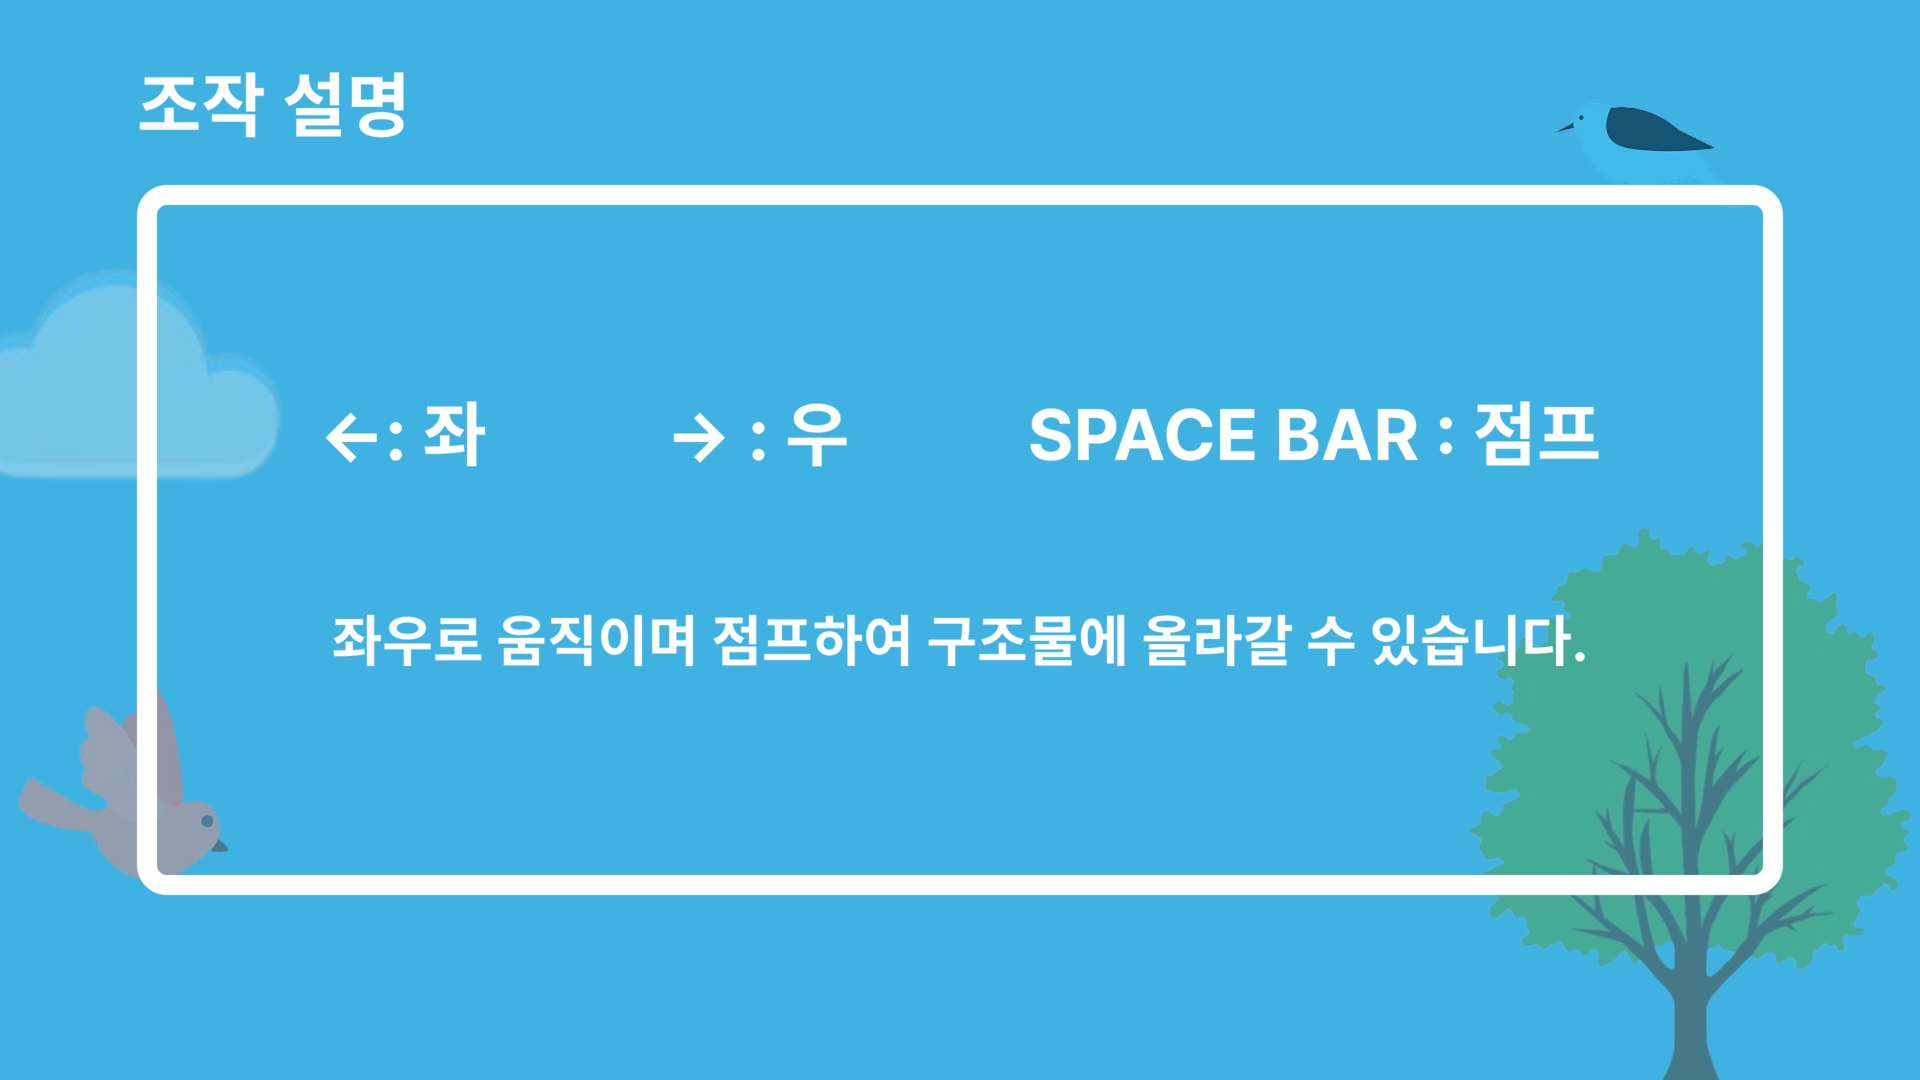 조작 설명
←: 좌 → : 우 SPACE BAR : 점프
좌우로 움직이며 점프하여 구조물에 올라갈 수 있습니다.